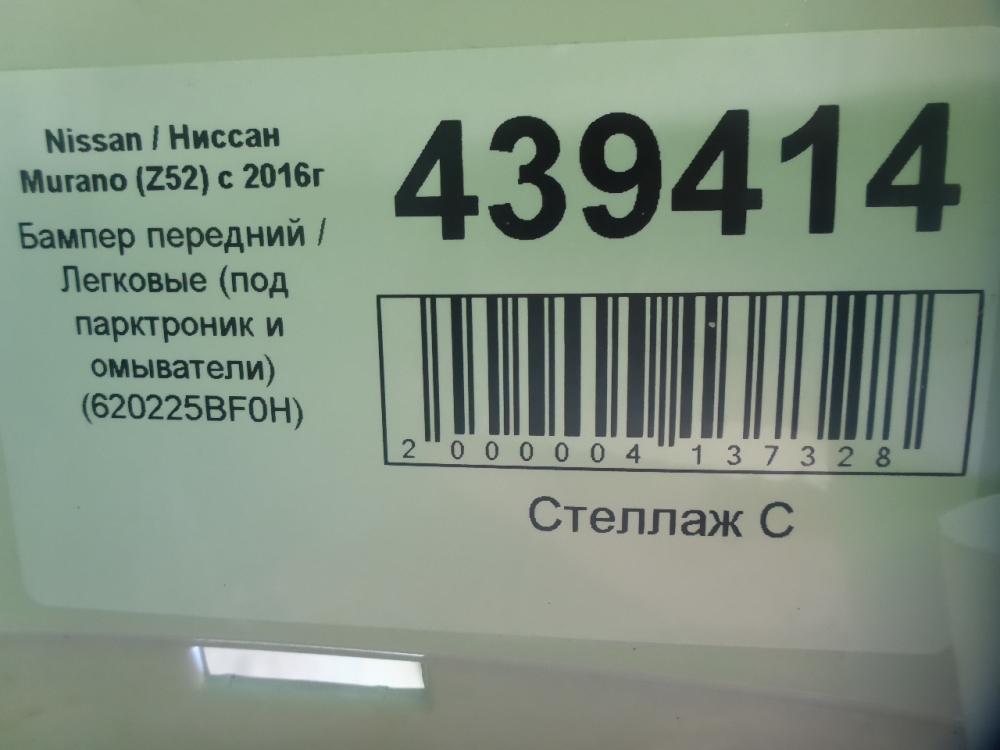 Nissan / Ниссан
Murano (Z52) с 2016г
Бампер передний /
Легковые (под
парктроник и
омыватели)
(620225BF0H)
439414
2 000004 137328
Стеллаж С